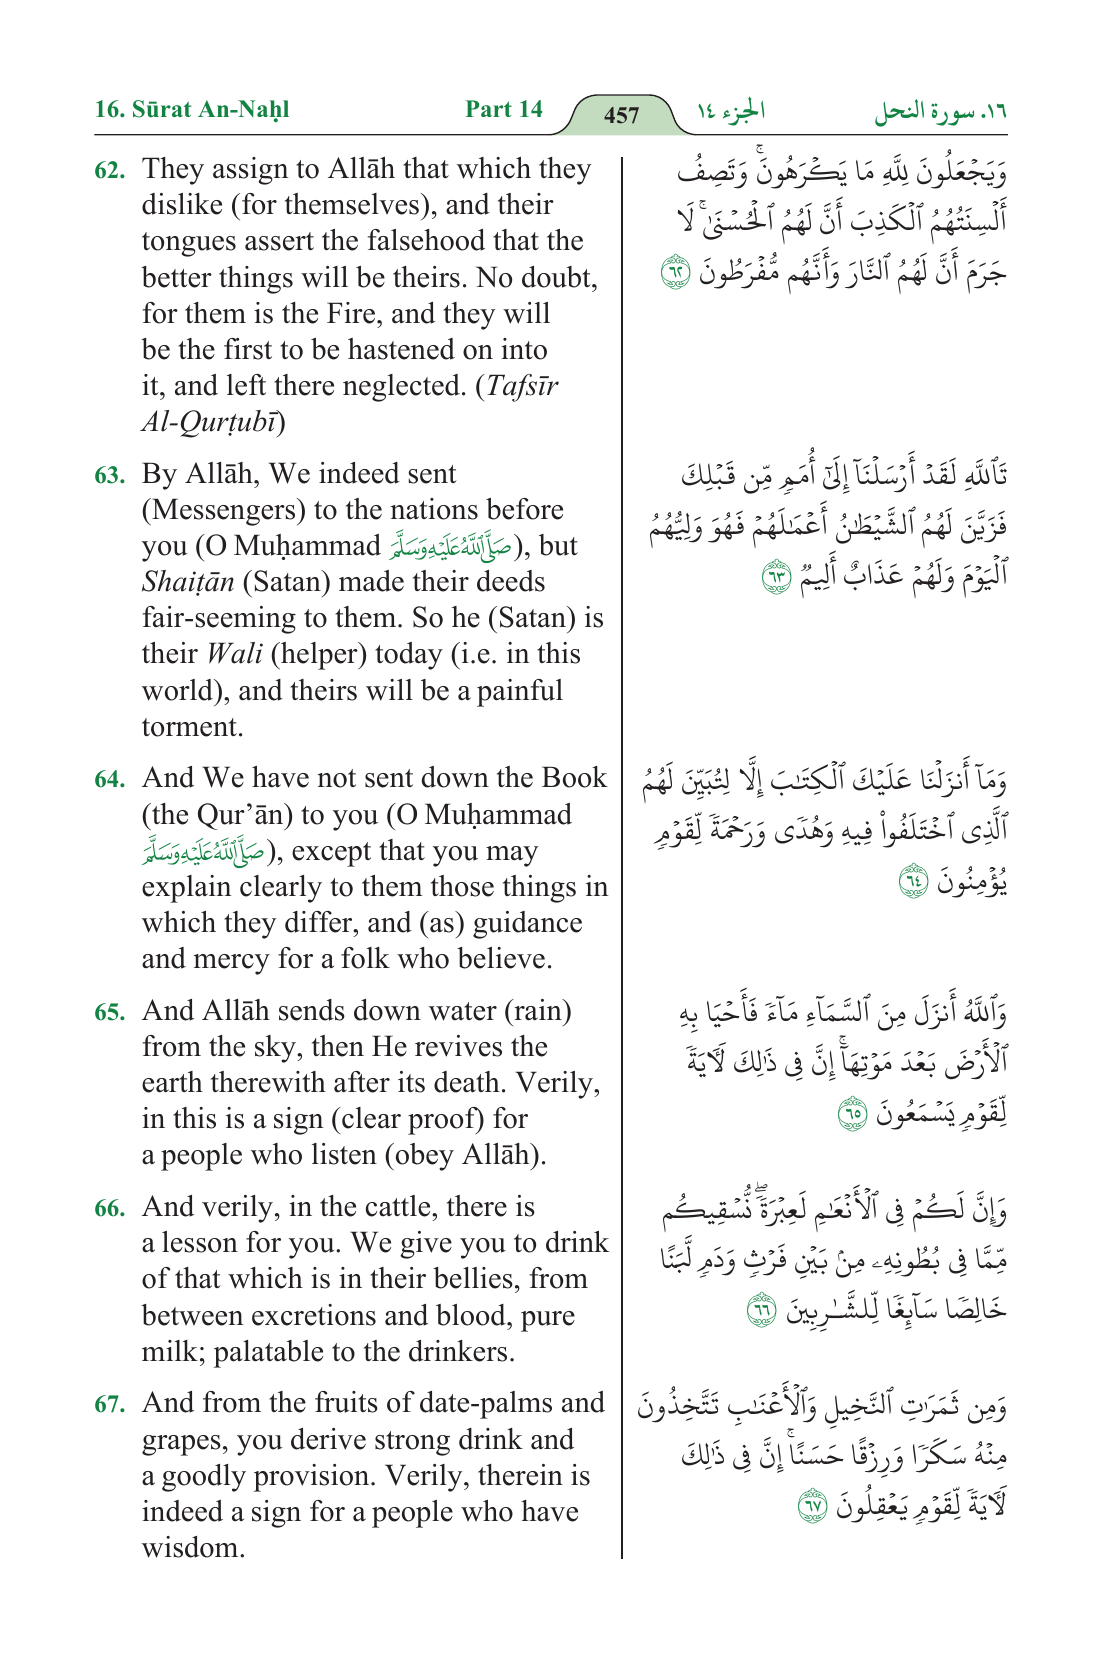 16. Sūrat An-Naḥl Part 14 457 الجزء ١٤ ١٦. سورة النحل
62. They assign to Allāh that which they
dislike (for themselves), and their
tongues assert the falsehood that the
better things will be theirs. No doubt,
for them is the Fire, and they will
be the first to be hastened on into
it, and left there neglected. (Tafsīr
Al-Qurṭubī)
وَيَجْعَلُونَ لِلَّهِ مَا يَكْرَهُونَۚ وَتَصِفُ
أَلْسِنَتُهُمُ ٱلْكَذِبَ أَنَّ لَهُمُ ٱلْحُسْنَىٰۚ لَا
جَرَمَ أَنَّ لَهُمُ ٱلنَّارَ وَأَنَّهُم مُّفْرَطُونَ ٦٢
63. By Allāh, We indeed sent
(Messengers) to the nations before
you (O Muḥammad صَلَّى ٱللَّهُ عَلَيْهِ وَسَلَّمَ), but
Shaiṭān (Satan) made their deeds
fair-seeming to them. So he (Satan) is
their Wali (helper) today (i.e. in this
world), and theirs will be a painful
torment.
تَٱللَّهِ لَقَدْ أَرْسَلْنَآ إِلَىٰٓ أُمَمٍ مِّن قَبْلِكَ
فَزَيَّنَ لَهُمُ ٱلشَّيْطَٰنُ أَعْمَٰلَهُمْ فَهُوَ وَلِيُّهُمُ
ٱلْيَوْمَ وَلَهُمْ عَذَابٌ أَلِيمٌ ٦٣
64. And We have not sent down the Book
(the Qur’ān) to you (O Muḥammad
صَلَّى ٱللَّهُ عَلَيْهِ وَسَلَّمَ), except that you may
explain clearly to them those things in
which they differ, and (as) guidance
and mercy for a folk who believe.
وَمَآ أَنزَلْنَا عَلَيْكَ ٱلْكِتَٰبَ إِلَّا لِتُبَيِّنَ لَهُمُ
ٱلَّذِى ٱخْتَلَفُوا۟ فِيهِ وَهُدًى وَرَحْمَةً لِّقَوْمٍ
يُؤْمِنُونَ ٦٤
65. And Allāh sends down water (rain)
from the sky, then He revives the
earth therewith after its death. Verily,
in this is a sign (clear proof) for
a people who listen (obey Allāh).
وَٱللَّهُ أَنزَلَ مِنَ ٱلسَّمَآءِ مَآءً فَأَحْيَا بِهِ
ٱلْأَرْضَ بَعْدَ مَوْتِهَآۚ إِنَّ فِى ذَٰلِكَ لَءَايَةً
لِّقَوْمٍ يَسْمَعُونَ ٦٥
66. And verily, in the cattle, there is
a lesson for you. We give you to drink
of that which is in their bellies, from
between excretions and blood, pure
milk; palatable to the drinkers.
وَإِنَّ لَكُمْ فِى ٱلْأَنْعَٰمِ لَعِبْرَةًۖ نُّسْقِيكُم
مِّمَّا فِى بُطُونِهِۦ مِنۢ بَيْنِ فَرْثٍ وَدَمٍ لَّبَنًا
خَالِصًا سَآئِغًا لِّلشَّٰرِبِينَ ٦٦
67. And from the fruits of date-palms and
grapes, you derive strong drink and
a goodly provision. Verily, therein is
indeed a sign for a people who have
wisdom.
وَمِن ثَمَرَٰتِ ٱلنَّخِيلِ وَٱلْأَعْنَٰبِ تَتَّخِذُونَ
مِنْهُ سَكَرًا وَرِزْقًا حَسَنًاۚ إِنَّ فِى ذَٰلِكَ
لَءَايَةً لِّقَوْمٍ يَعْقِلُونَ ٦٧